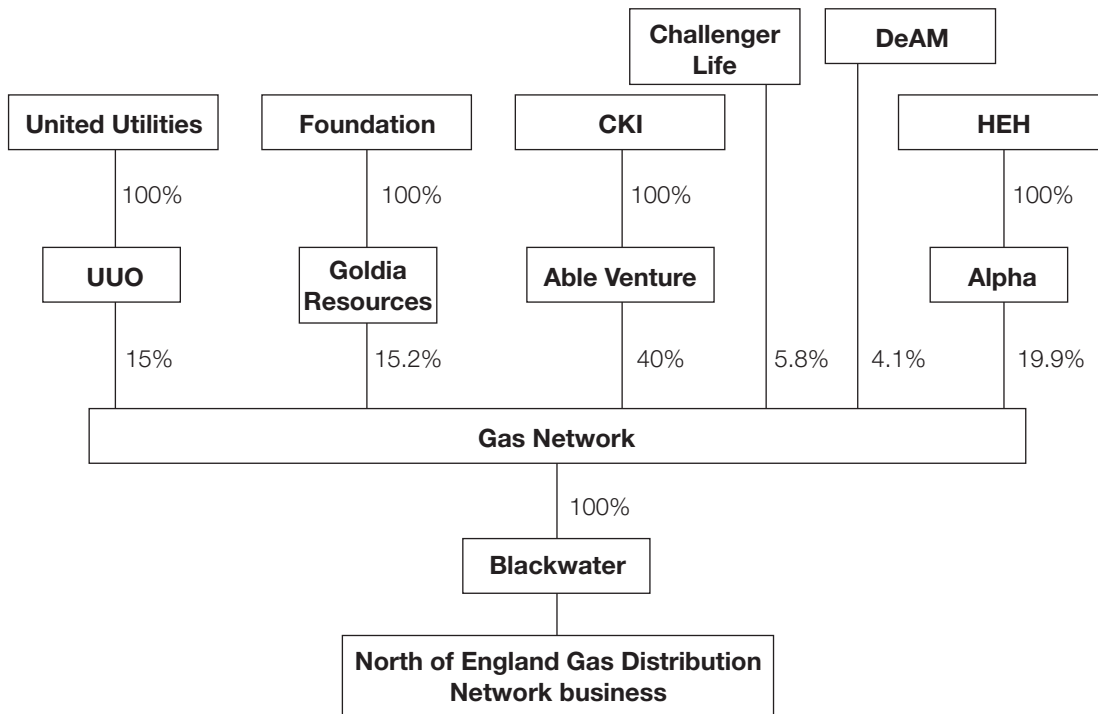 Challenger
Life
DeAM
United Utilities
Foundation
CKI
HEH
100%
100%
100%
100%
UUO
Goldia
Resources
Able Venture
Alpha
15%
15.2%
40%
5.8%
4.1%
19.9%
Gas Network
100%
Blackwater
North of England Gas Distribution
Network business